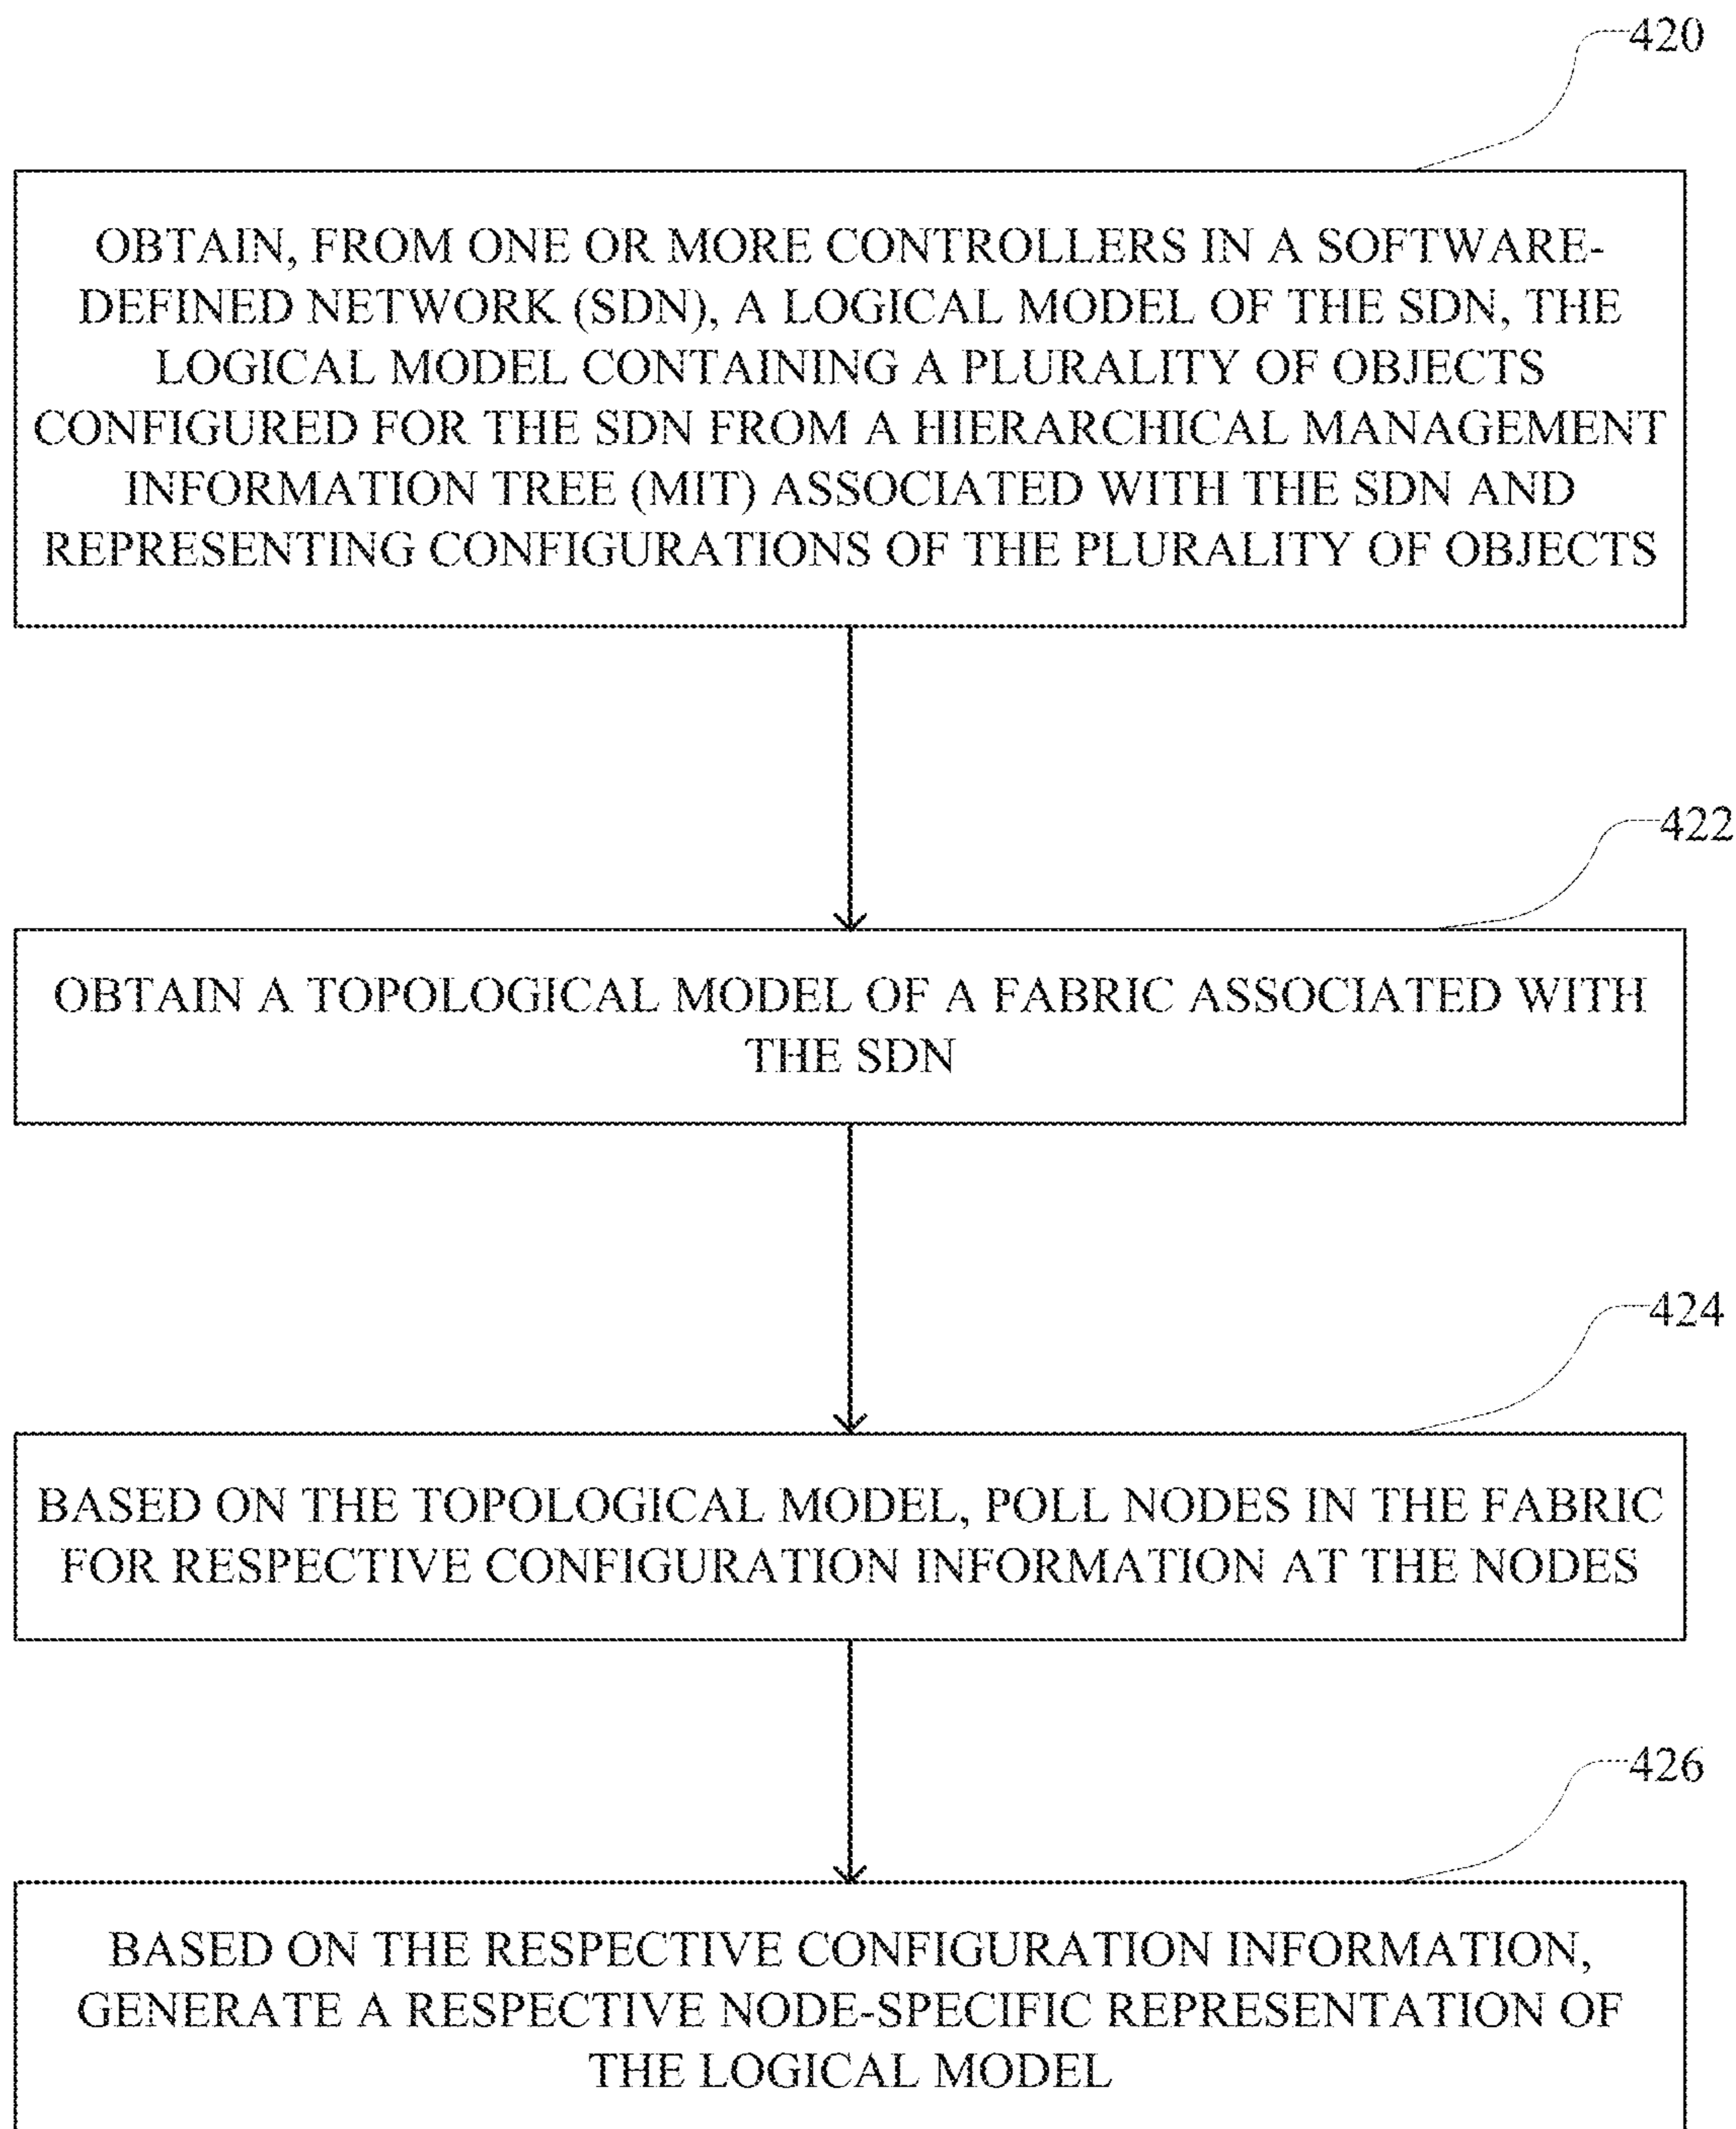 420
OBTAIN, FROM ONE OR MORE CONTROLLERS IN A SOFTWARE-
DEFINED NETWORK (SDN), A LOGICAL MODEL OF THE SDN, THE
LOGICAL MODEL CONTAINING A PLURALITY OF OBJECTS
CONFIGURED FOR THE SDN FROM A HIERARCHICAL MANAGEMENT
INFORMATION TREE (MIT) ASSOCIATED WITH THE SDN AND
REPRESENTING CONFIGURATIONS OF THE PLURALITY OF OBJECTS
422
OBTAIN A TOPOLOGICAL MODEL OF A FABRIC ASSOCIATED WITH
THE SDN
424
BASED ON THE TOPOLOGICAL MODEL, POLL NODES IN THE FABRIC
FOR RESPECTIVE CONFIGURATION INFORMATION AT THE NODES
426
BASED ON THE RESPECTIVE CONFIGURATION INFORMATION,
GENERATE A RESPECTIVE NODE-SPECIFIC REPRESENTATION OF
THE LOGICAL MODEL